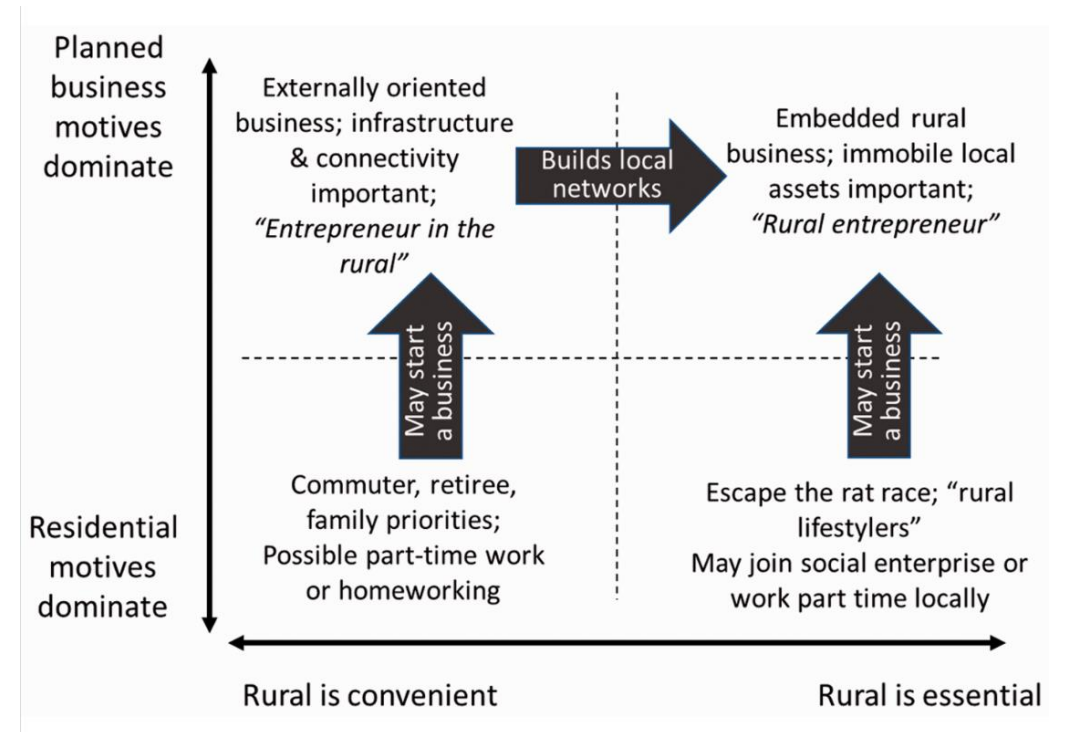 Planned
business
motives
dominate
Externally oriented
business; infrastructure
& connectivity
important;
“Entrepreneur in the
rural”
Builds local
networks
Embedded rural
business; immobile local
assets important;
“Rural entrepreneur”
May start
a business
May start
a business
Residential
motives
dominate
Commuter, retiree,
family priorities;
Possible part-time work
or homeworking
Escape the rat race; “rural
lifestylers”
May join social enterprise or
work part time locally
Rural is convenient
Rural is essential